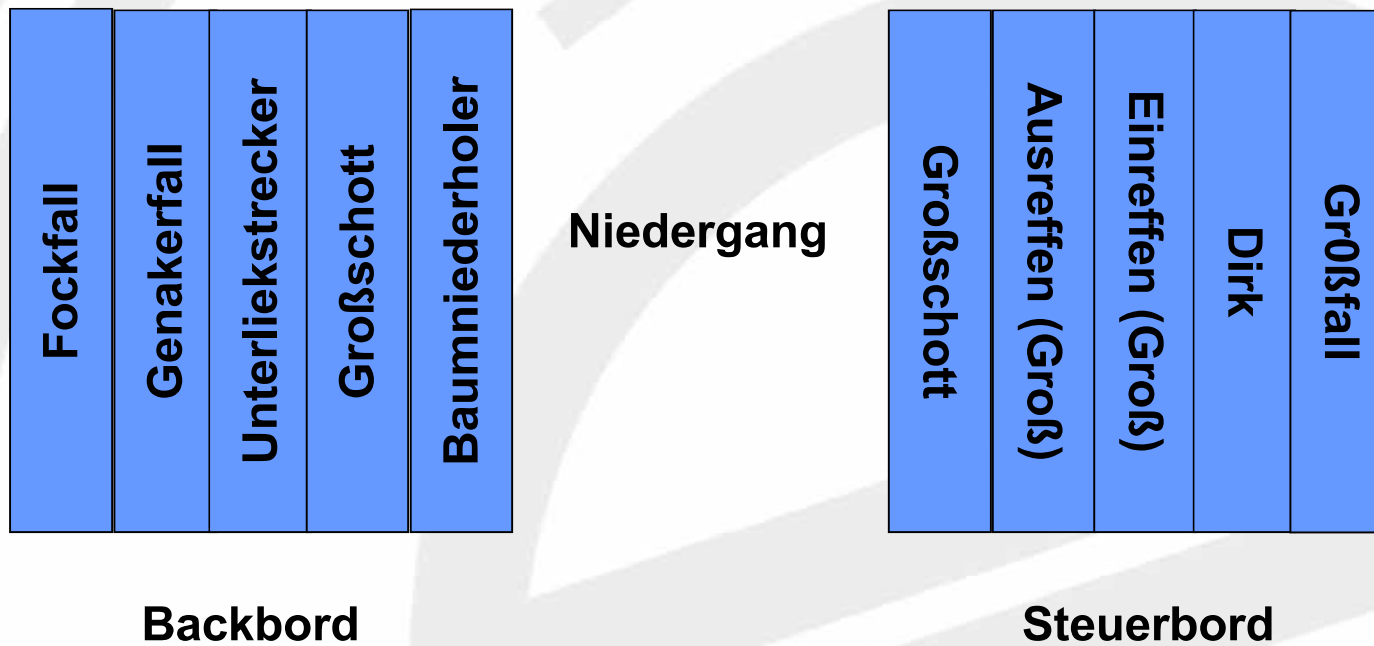 Fockfall
Genakerfall
Unterliekstrecker
Großschott
Baumniederholer
Niedergang
Großschott
Ausreffen (Groß)
Einreffen (Groß)
Dirk
Gr0ßfall
Backbord
Steuerbord